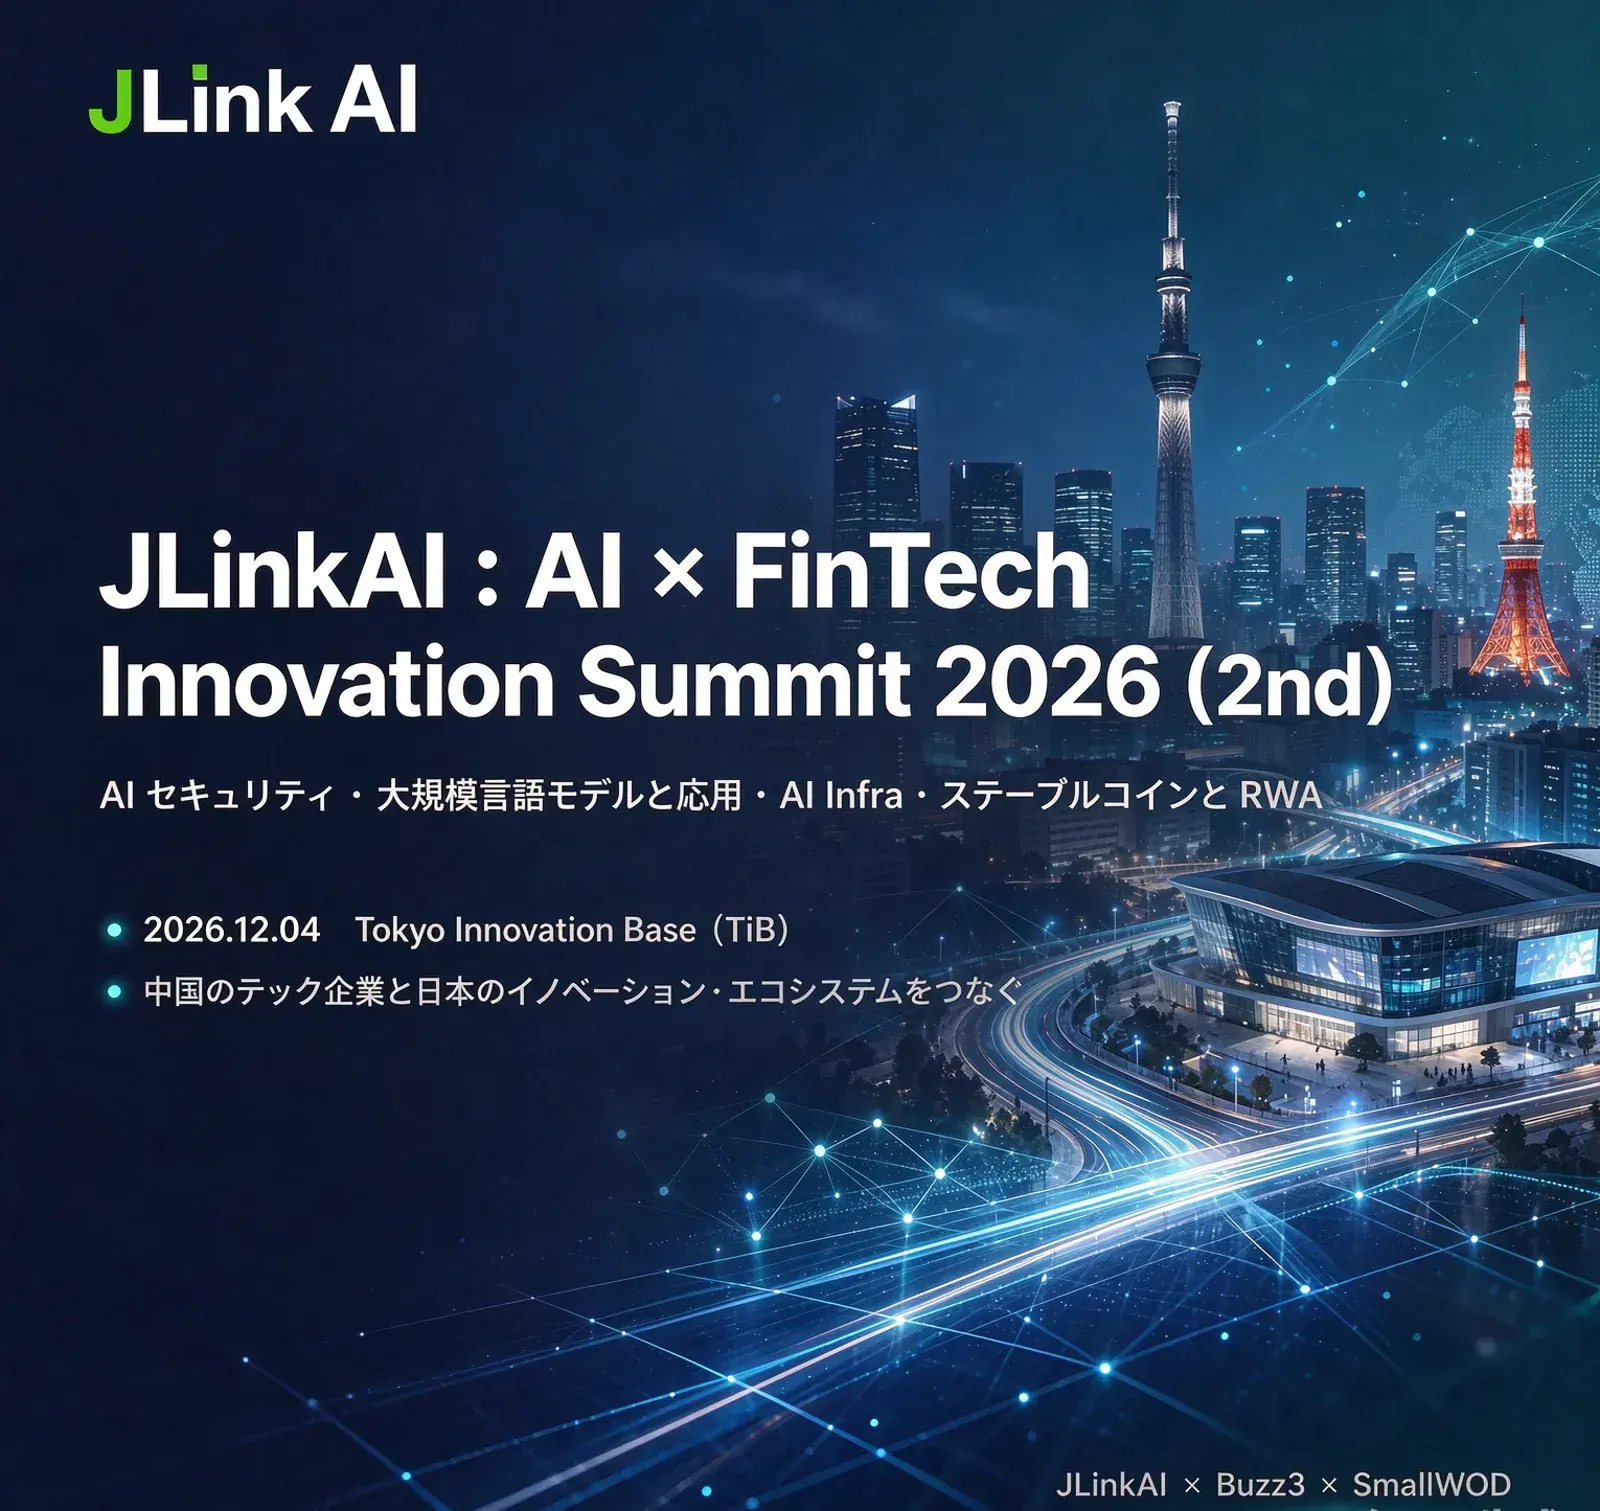 JLink AI
JLinkAI : AI × FinTech
Innovation Summit 2026 (2nd)
AI セキュリティ・大規模言語モデルと応用・AI Infra・ステーブルコインと RWA
2026.12.04 Tokyo Innovation Base（TiB）
中国のテック企業と日本のイノベーション・エコシステムをつなぐ
JLinkAI × Buzz3 × SmallWOD